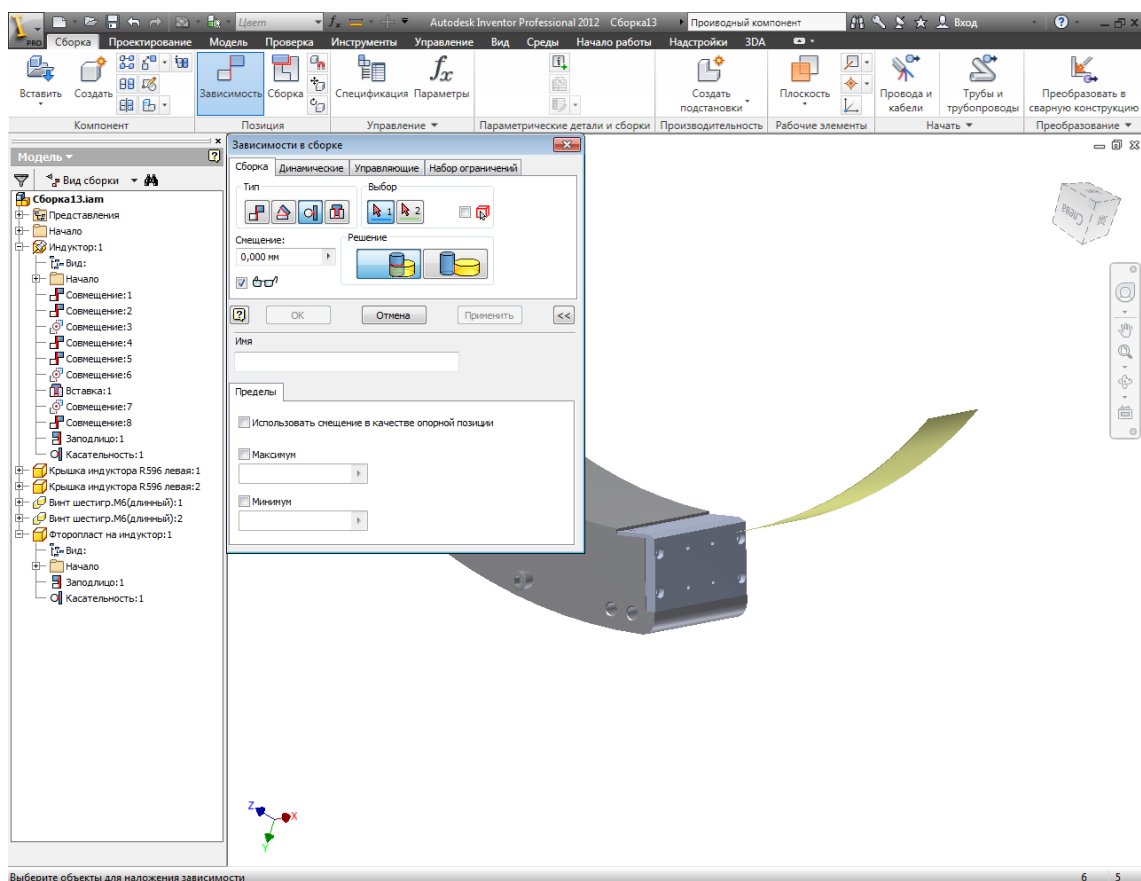 Цвет
Autodesk Inventor Professional 2012 Сборка13
Приводный компонент
Вход
PRO
Сборка Проектирование Модель Проверка Инструменты Управление Вид Среды Начало работы Надстройки 3DA
Вставить
Создать
Зависимость
Сборка
Спецификация
Параметры
Создать подстановки
Плоскость
Провода и кабели
Трубы и трубопроводы
Преобразовать в сварную конструкцию
Компонент
Позиция
Управление
Параметрические детали и сборки
Производительность
Рабочие элементы
Начать
Преобразование
Модель
Вид сборки
Сборка13.iam
Представления
Начало
Индуктор:1
Вид:
Начало
Совмещение:1
Совмещение:2
Совмещение:3
Совмещение:4
Совмещение:5
Совмещение:6
Вставка:1
Совмещение:7
Совмещение:8
Заподлицо:1
Касательность:1
Крышка индуктора R596 левая:1
Крышка индуктора R596 левая:2
Винт шестигр.М6(длинный):1
Винт шестигр.М6(длинный):2
Фторопласт на индуктор:1
Вид:
Начало
Заподлицо:1
Касательность:1
Зависимости в сборке
Сборка Динамические Управляющие Набор ограничений
Тип
Выбор
1 2
Смещение:
Решение
0,000 мм
ОК
Отмена
Применить
<<
Имя
Пределы
Использовать смещение в качестве опорной позиции
Максимум
Минимум
Слева
Z
X
Y
Выберите объекты для наложения зависимости
6 5